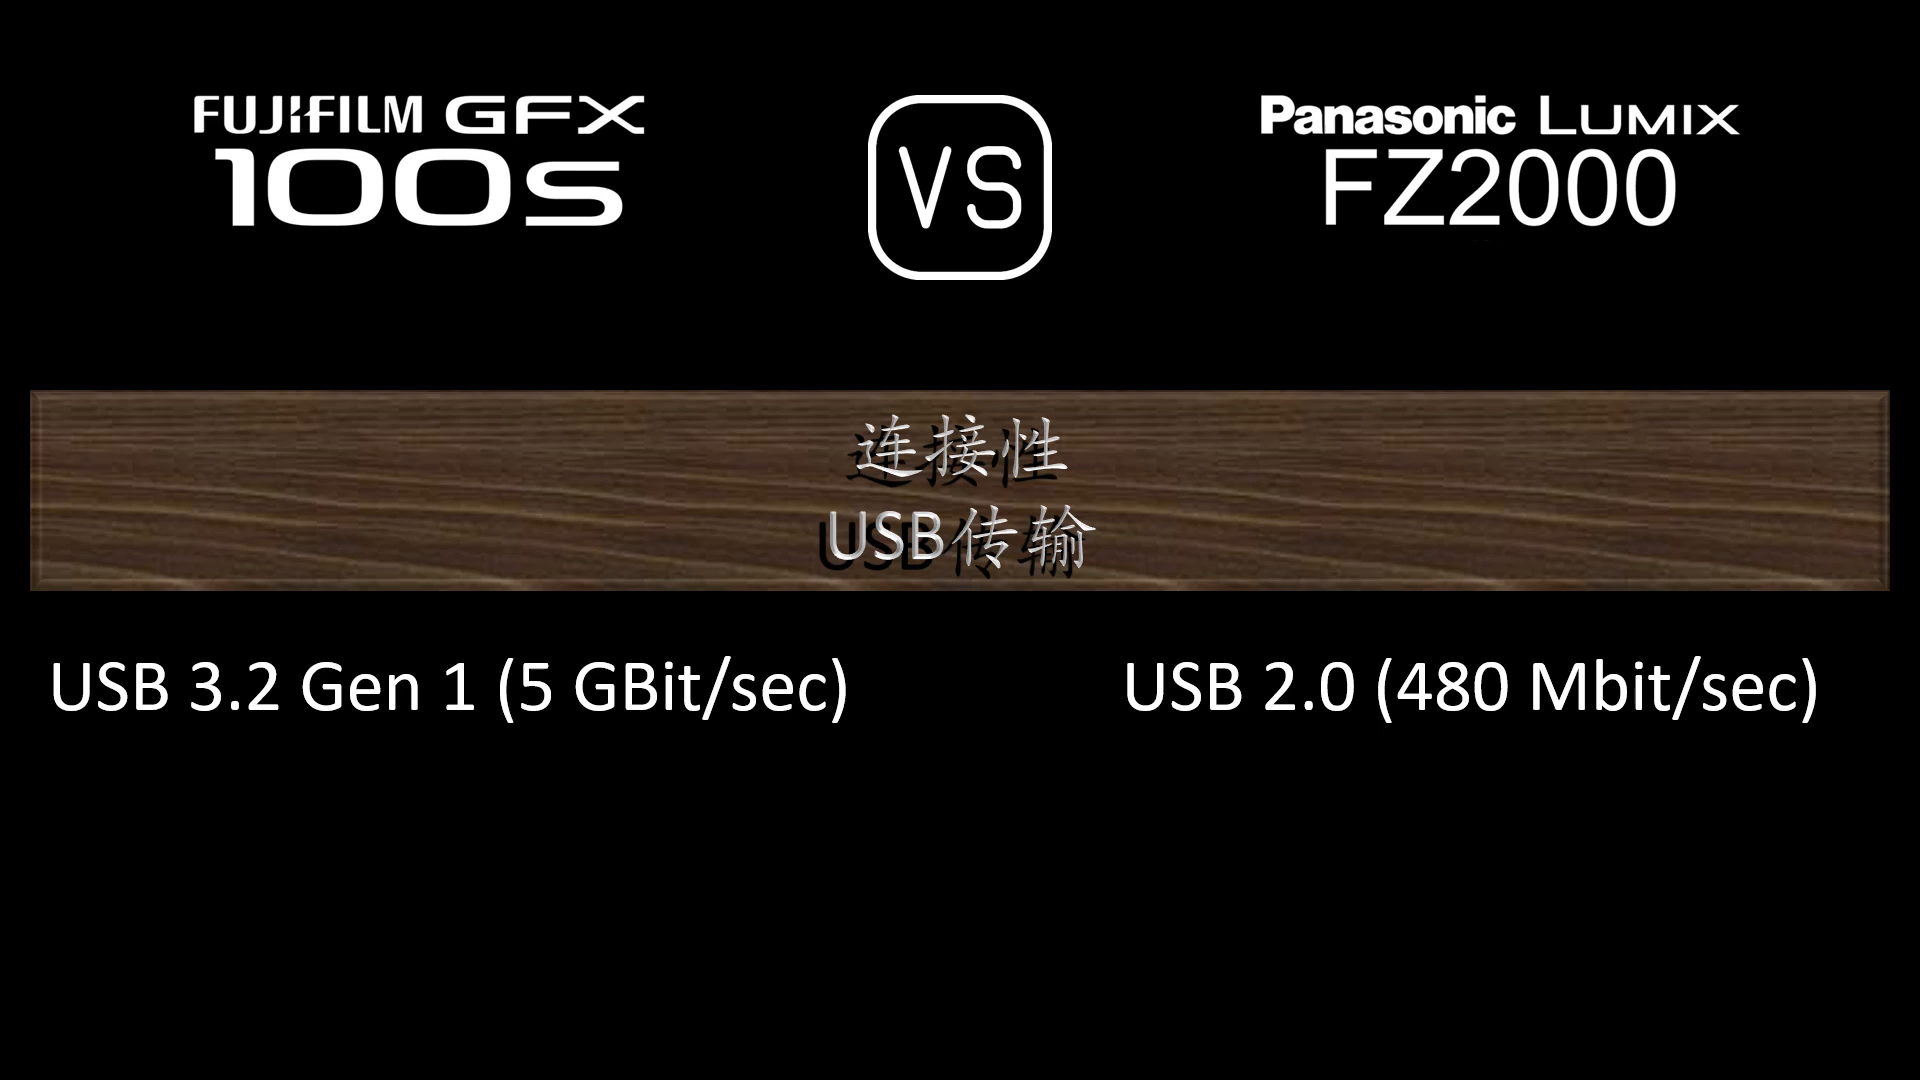 FUJIFILM GFX
100S
VS
Panasonic LUMIX
FZ2000
连接性
USB传输
USB 3.2 Gen 1 (5 GBit/sec)
USB 2.0 (480 Mbit/sec)